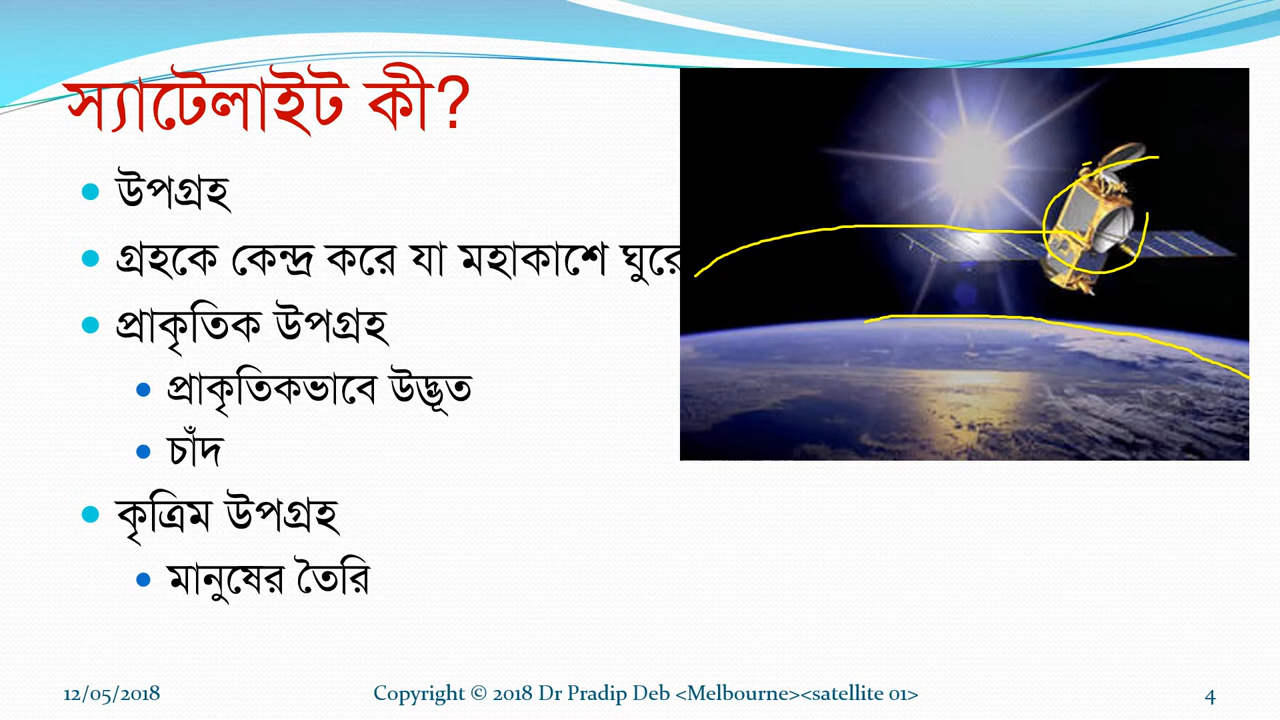 স্যাটেলাইট কী?
উপগ্রহ
গ্রহকে কেন্দ্র করে যা মহাকাশে ঘুরে
প্রাকৃতিক উপগ্রহ
প্রাকৃতিকভাবে উদ্ভূত
চাঁদ
কৃত্রিম উপগ্রহ
মানুষের তৈরি
12/05/2018 Copyright © 2018 Dr Pradip Deb <Melbourne><satellite 01> 4